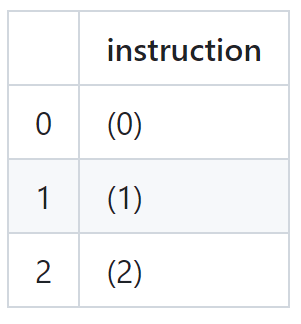 instruction
0 (0)
1 (1)
2 (2)